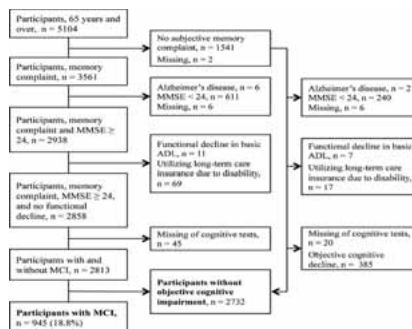 Participants, 65 years and
over, n = 5104
No subjective memory
complaint, n = 1541
Missing, n = 2
Participants, memory
complaint, n = 3561
Alzheimer's disease, n = 6
MMSE < 24, n = 611
Missing, n = 6
Alzheimer's disease, n = 2
MMSE < 24, n = 240
Missing, n = 6
Participants, memory
complaint and MMSE ≥
24, n = 2938
Functional decline in basic
ADL, n = 11
Utilizing long-term care
insurance due to disability,
n = 69
Functional decline in basic
ADL, n = 7
Utilizing long-term care
insurance due to disability,
n = 17
Participants, memory
complaint, MMSE ≥ 24,
and no functional
decline, n = 2858
Missing of cognitive tests,
n = 45
Missing of cognitive tests,
n = 20
Objective cognitive
decline, n = 385
Participants with and
without MCI, n = 2813
Participants without
objective cognitive
impairment, n = 2732
Participants with MCI,
n = 945 (18.8%)